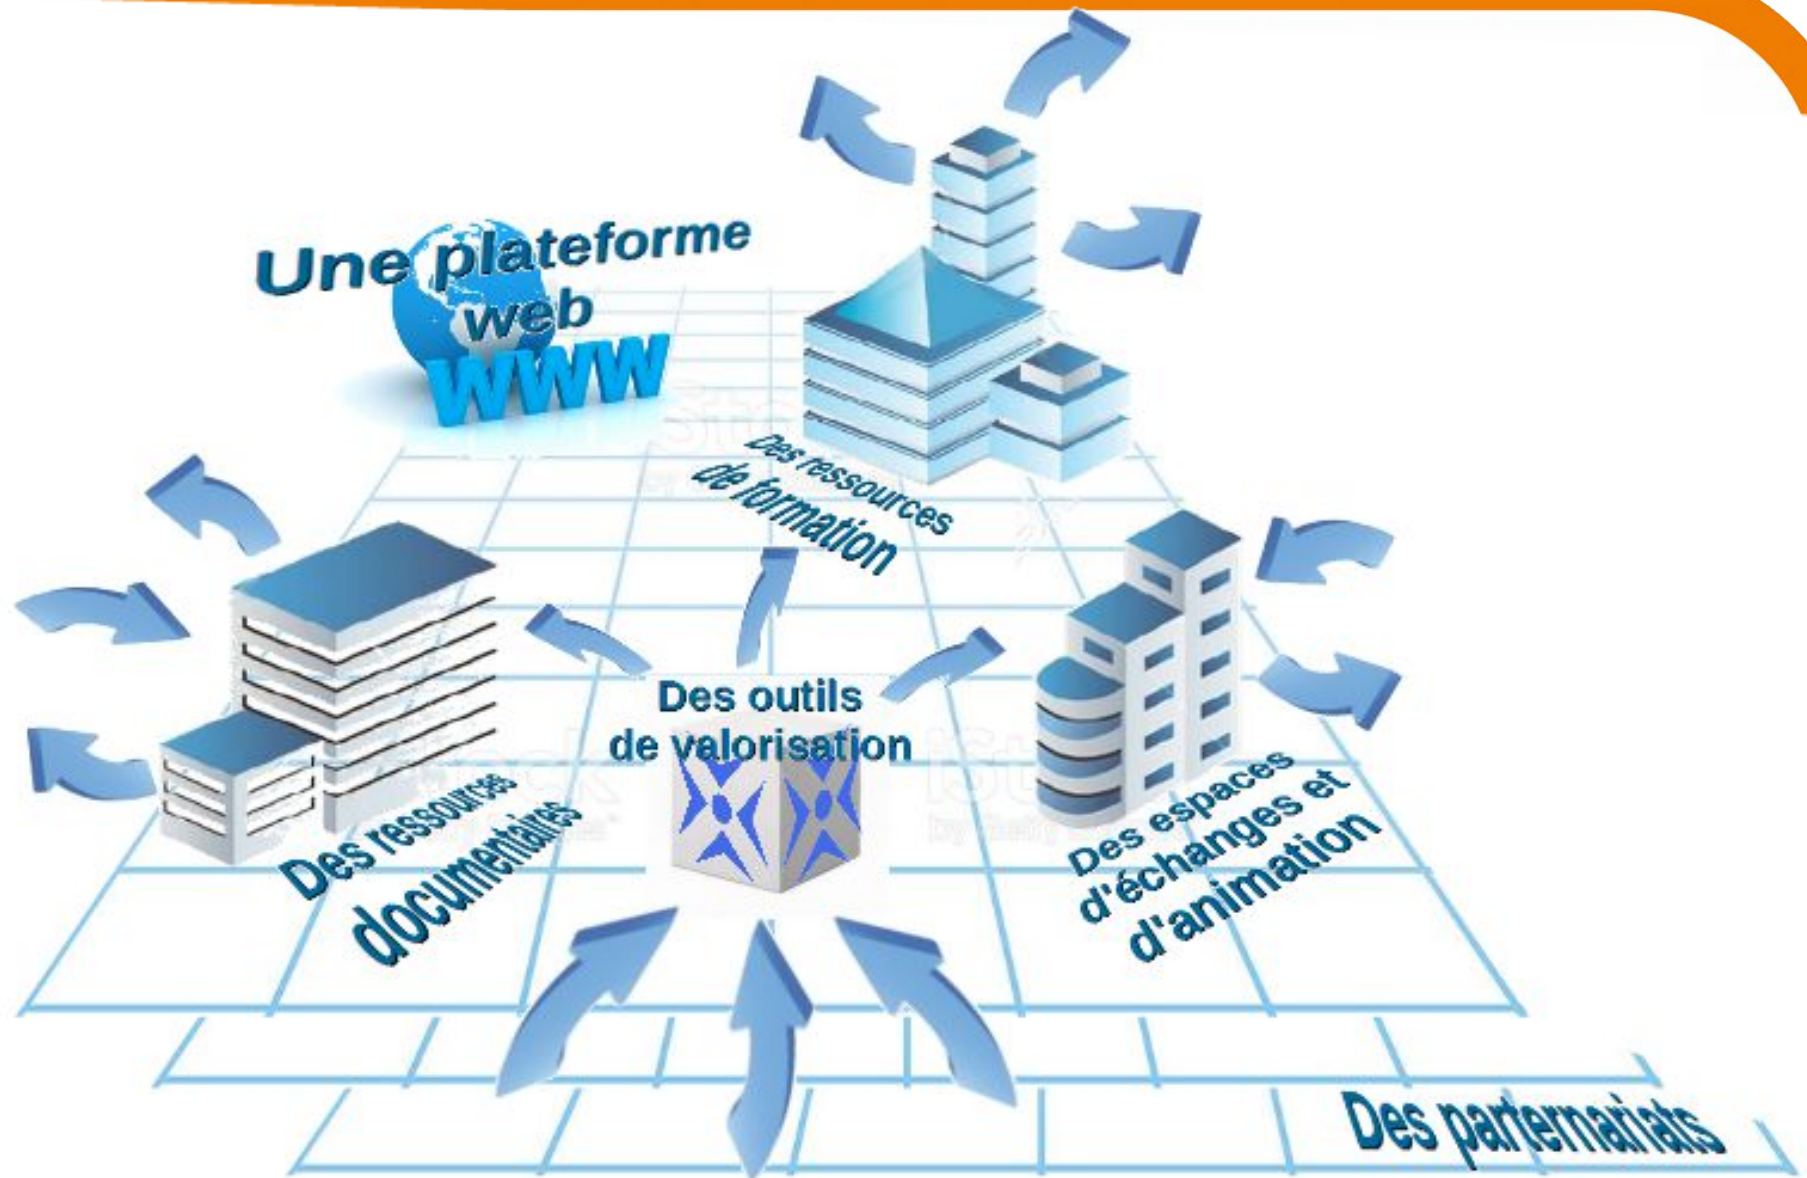 Une plateforme
web
www
Des ressources
de formation
Des outils
de valorisation
Des ressources
documentaires
Des espaces
d'échanges et
d'animation
Des parternariats